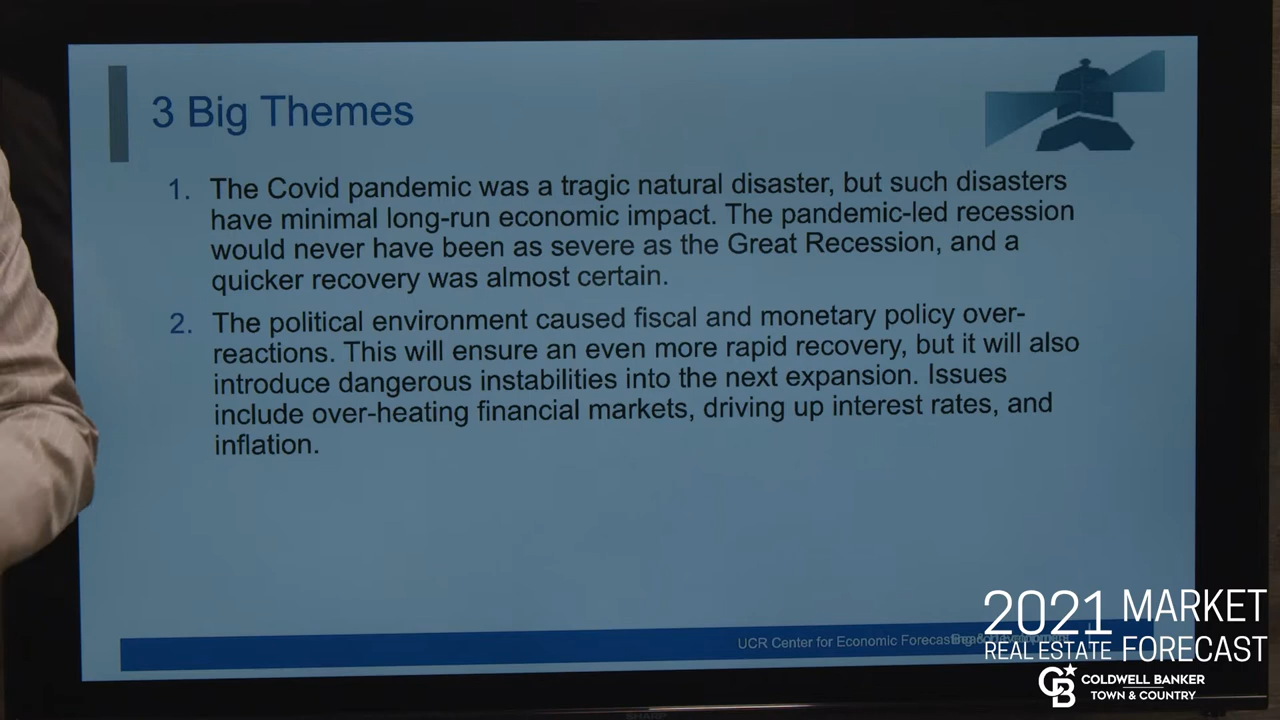 3 Big Themes
1. The Covid pandemic was a tragic natural disaster, but such disasters
have minimal long-run economic impact. The pandemic-led recession
would never have been as severe as the Great Recession, and a
quicker recovery was almost certain.
2. The political environment caused fiscal and monetary policy over-
reactions. This will ensure an even more rapid recovery, but it will also
introduce dangerous instabilities into the next expansion. Issues
include over-heating financial markets, driving up interest rates, and
inflation.
UCR Center for Economic
2021 MARKET
REAL ESTATE FORECAST
CB COLDWELL BANKER
TOWN & COUNTRY
SHARP